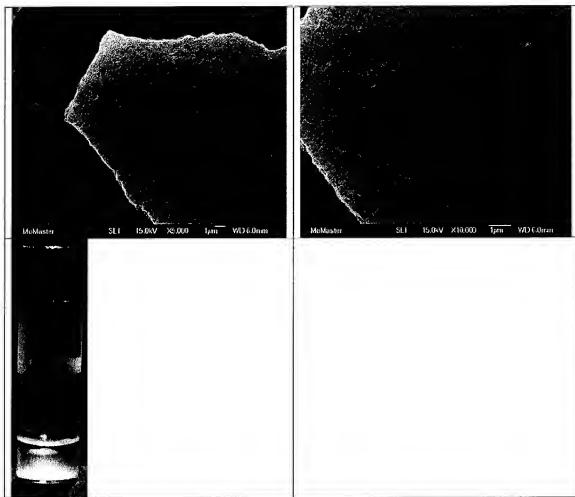 McMaster SEI 15.0kV X5,000 1μm WD 6.0mm
McMaster SEI 15.0kV X10,000 1μm WD 6.0mm